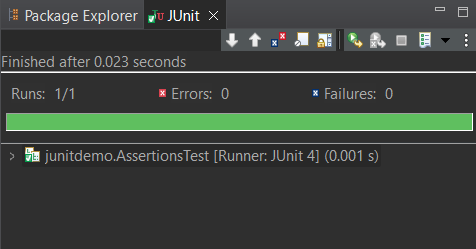 Package Explorer JUnit
Finished after 0.023 seconds
Runs: 1/1 Errors: 0 Failures: 0
junitdemo.AssertionsTest [Runner: JUnit 4] (0.001 s)